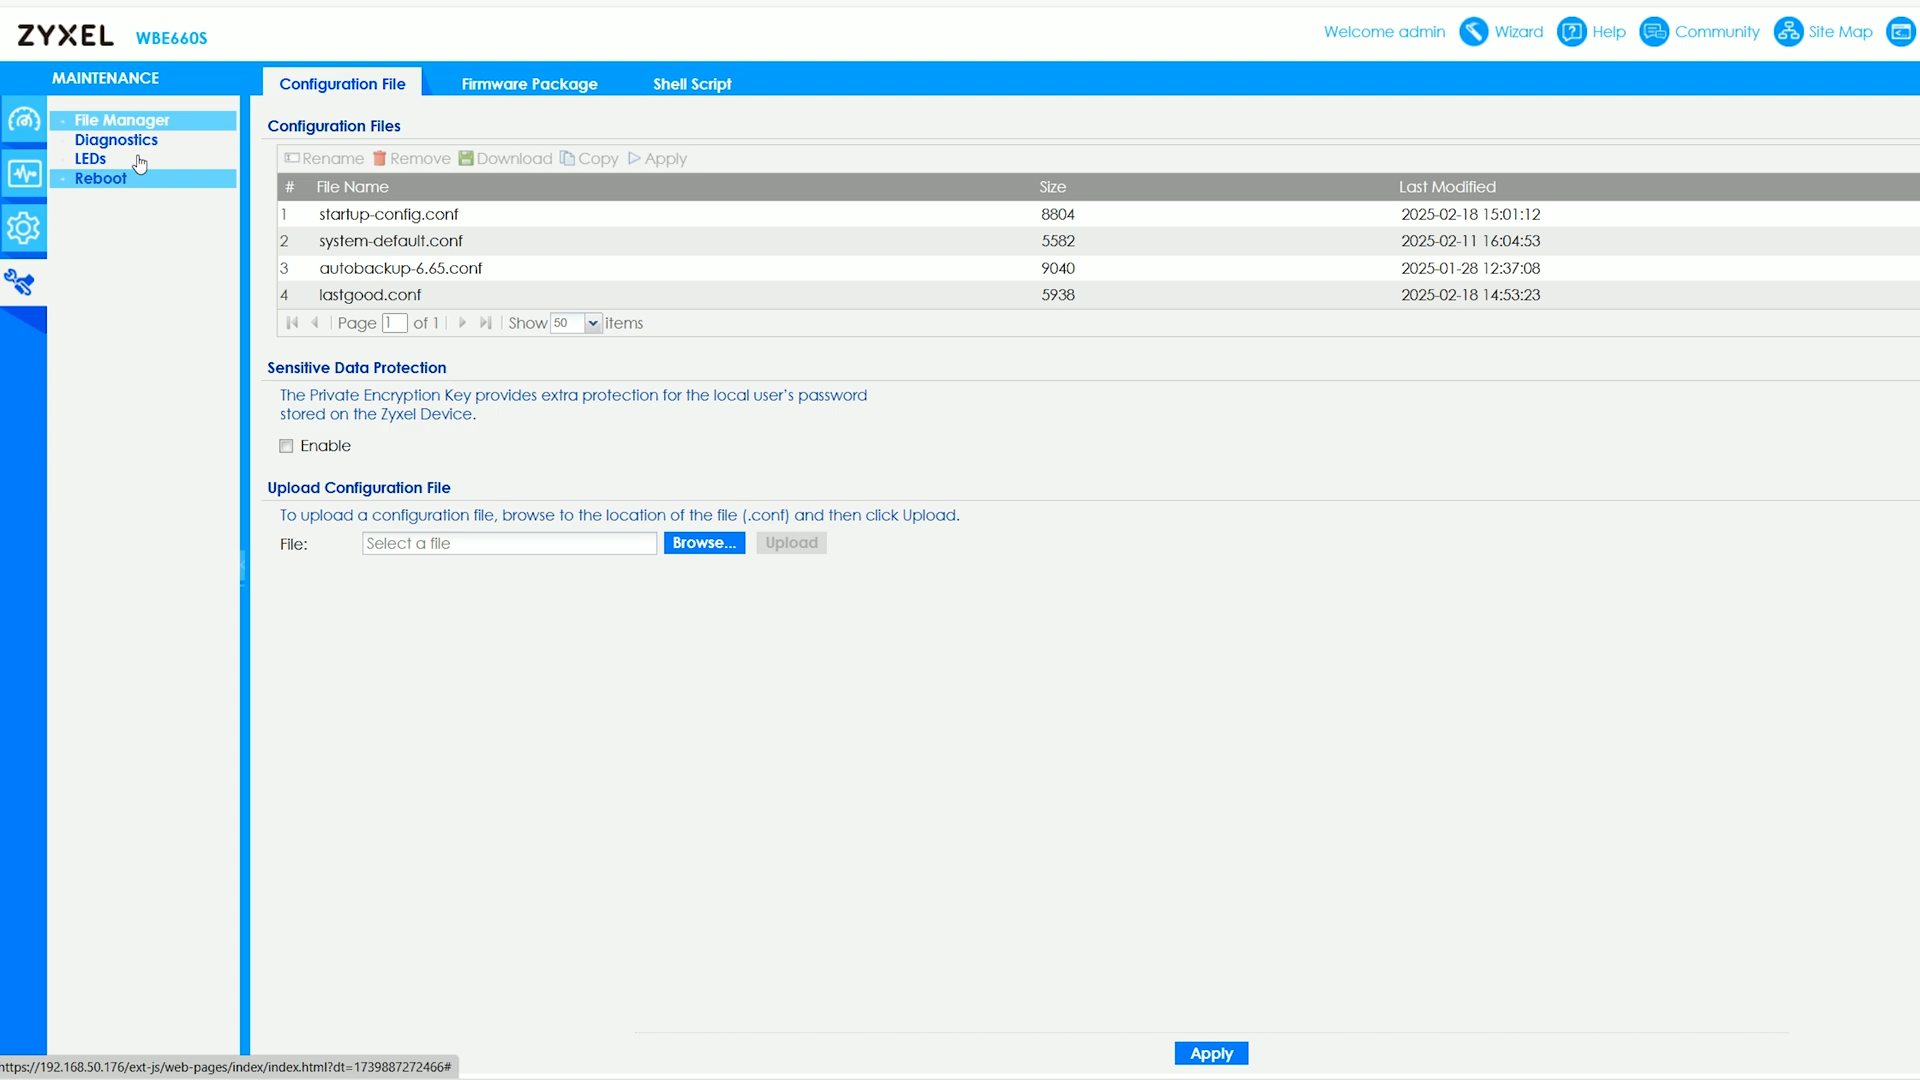 ZYXEL WBE660S
Welcome admin Wizard Help Community Site Map
MAINTENANCE
Configuration File Firmware Package Shell Script
File Manager
Diagnostics
LEDs
Reboot
Configuration Files
Rename Remove Download Copy Apply
# File Name Size Last Modified
1 startup-config.conf 8804 2025-02-18 15:01:12
2 system-default.conf 5582 2025-02-11 16:04:53
3 autobackup-6.65.conf 9040 2025-01-28 12:37:08
4 lastgood.conf 5938 2025-02-18 14:53:23
Page 1 of 1 Show 50 items
Sensitive Data Protection
The Private Encryption Key provides extra protection for the local user's password
stored on the Zyxel Device.
Enable
Upload Configuration File
To upload a configuration file, browse to the location of the file (.conf) and then click Upload.
File: Select a file Browse... Upload
Apply
https://192.168.50.176/ext-js/web-pages/index/index.html?dt=1739887272466#